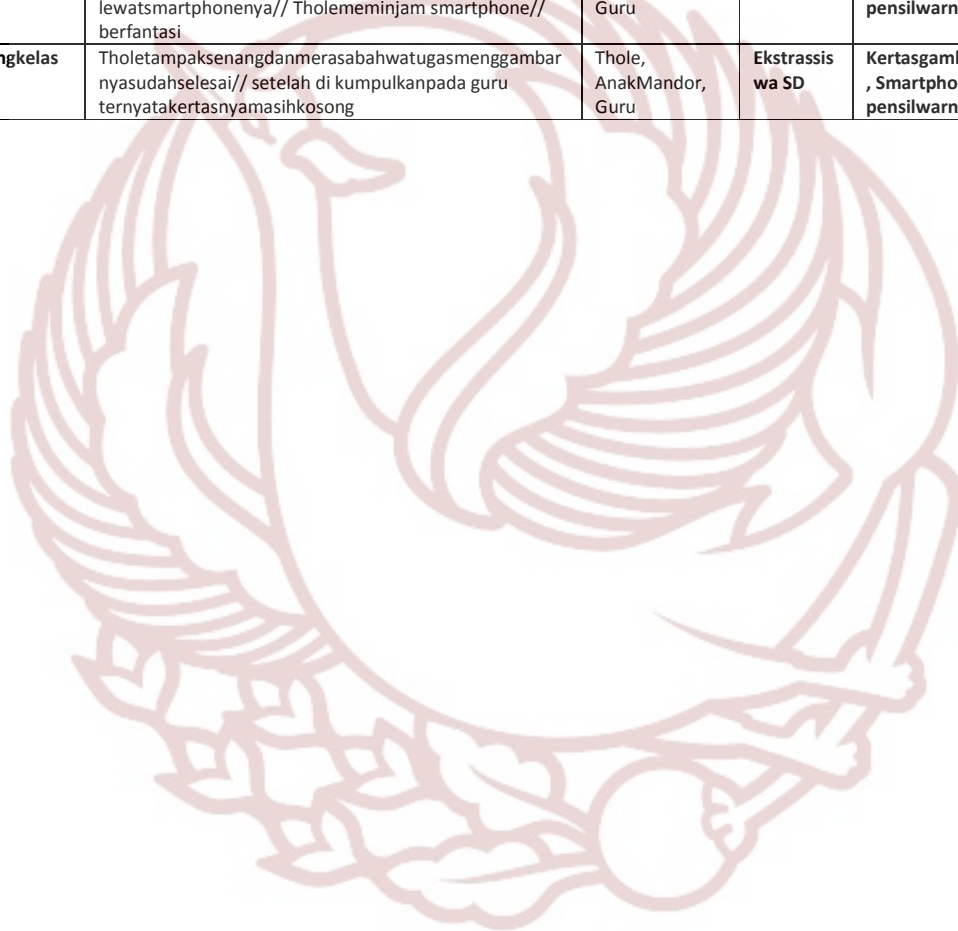 lewatsmartphonenya// Tholememinjam smartphone//
berfantasi
Guru
pensilwarn
ngkelas
Tholetampaksenangdanmerasabahwatugasmenggambar
nyasudahselesai// setelah di kumpulkanpada guru
ternyatakertasnyamasihkosong
Thole,
AnakMandor,
Guru
Ekstrassis
wa SD
Kertasgamb
, Smartpho
pensilwarn